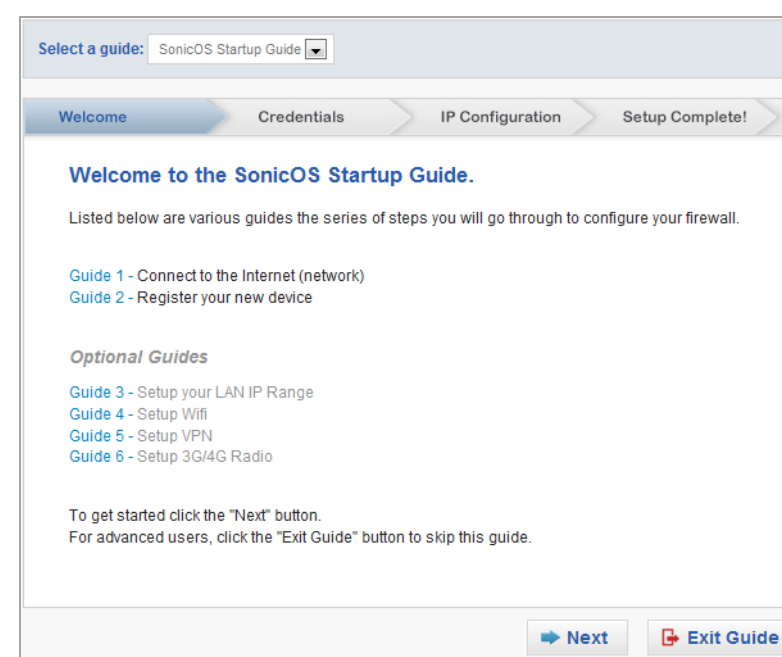 Select a guide: SonicOS Startup Guide
Welcome Credentials IP Configuration Setup Complete!
Welcome to the SonicOS Startup Guide.
Listed below are various guides the series of steps you will go through to configure your firewall.
Guide 1 - Connect to the Internet (network)
Guide 2 - Register your new device
Optional Guides
Guide 3 - Setup your LAN IP Range
Guide 4 - Setup Wifi
Guide 5 - Setup VPN
Guide 6 - Setup 3G/4G Radio
To get started click the "Next" button.
For advanced users, click the "Exit Guide" button to skip this guide.
Next Exit Guide